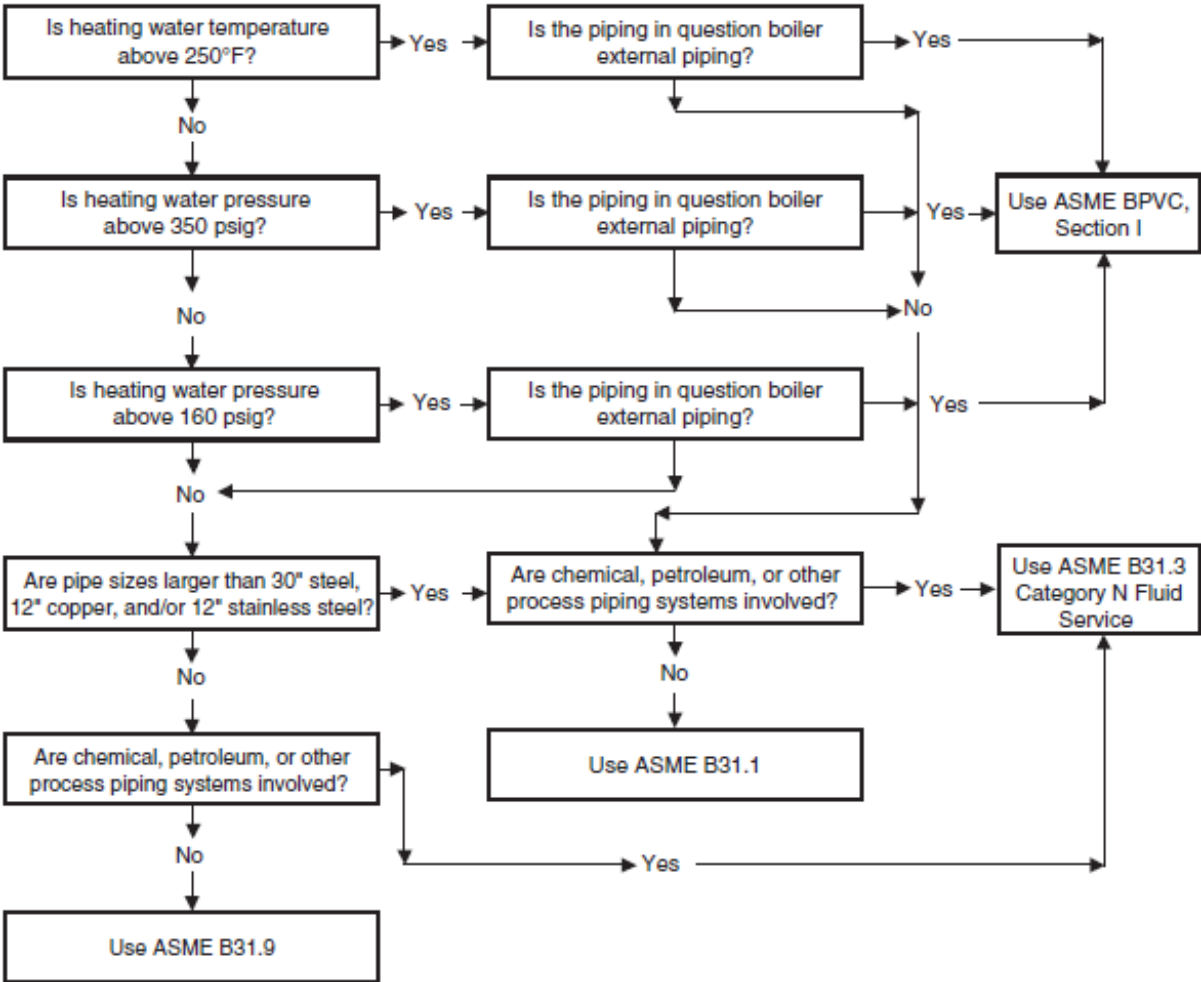 Is heating water temperature
above 250°F?
Yes
Is the piping in question boiler
external piping?
Yes
No
Is heating water pressure
above 350 psig?
Yes
Is the piping in question boiler
external piping?
Yes
Use ASME BPVC,
Section I
No
No
Is heating water pressure
above 160 psig?
Yes
Is the piping in question boiler
external piping?
Yes
No
Are pipe sizes larger than 30" steel,
12" copper, and/or 12" stainless steel?
Yes
Are chemical, petroleum, or other
process piping systems involved?
Yes
Use ASME B31.3
Category N Fluid
Service
No
No
Are chemical, petroleum, or other
process piping systems involved?
Use ASME B31.1
No
Yes
Use ASME B31.9